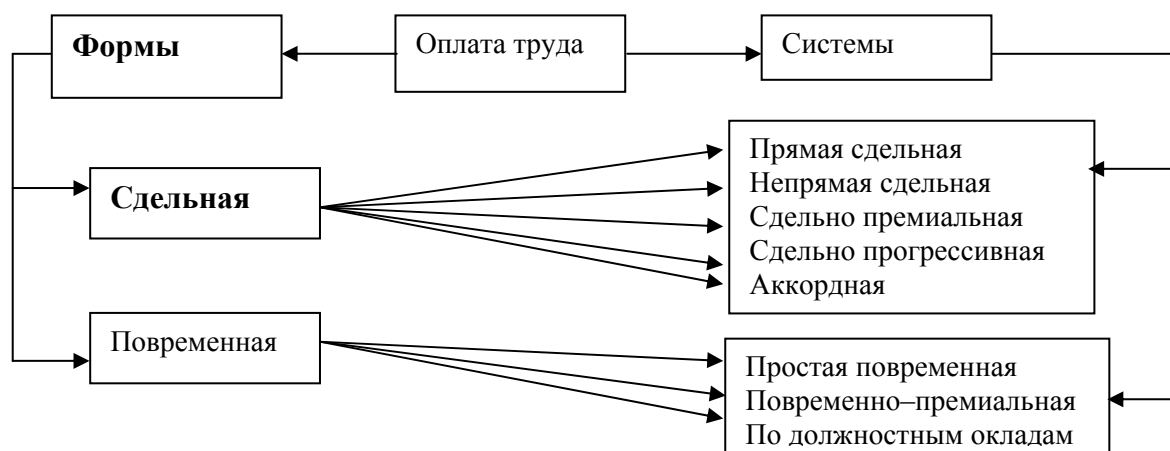 Формы
Оплата труда
Системы
Сдельная
Прямая сдельная
Непрямая сдельная
Сдельно премиальная
Сдельно прогрессивная
Аккордная
Повременная
Простая повременная
Повременно–премиальная
По должностным окладам